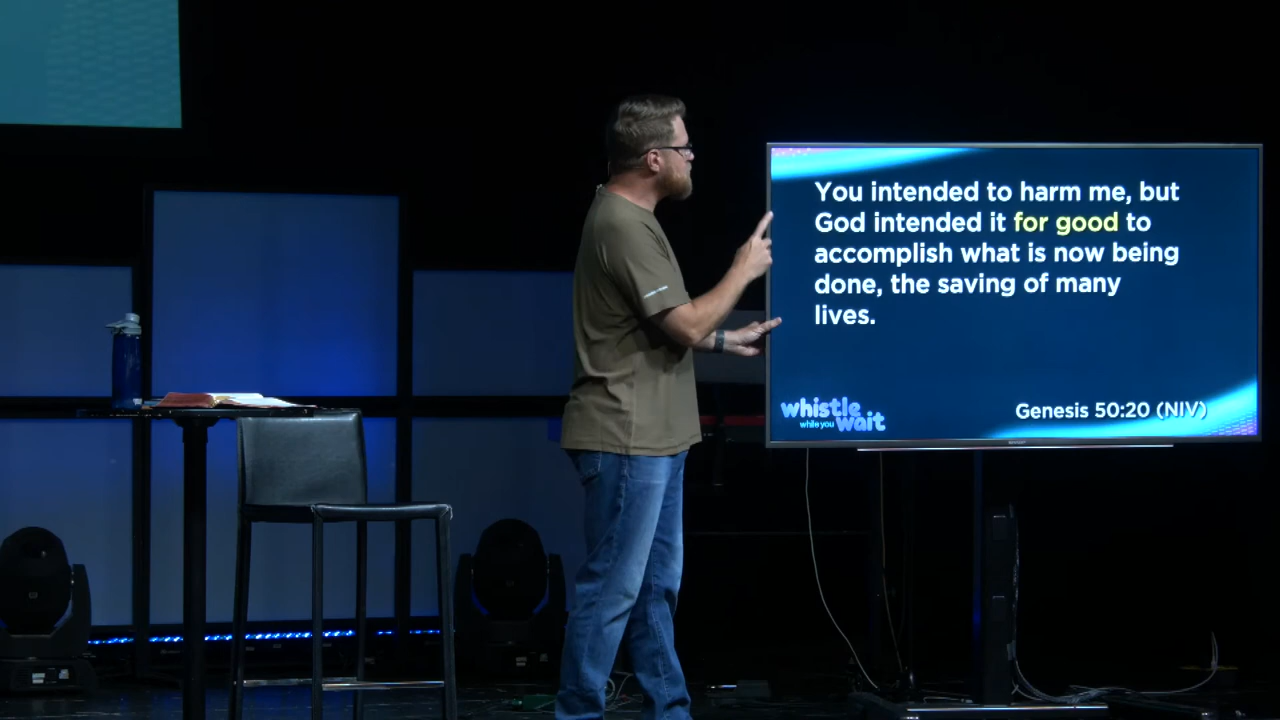 You intended to harm me, but
God intended it for good to
accomplish what is now being
done, the saving of many
lives.
whistle
while you wait
Genesis 50:20 (NIV)